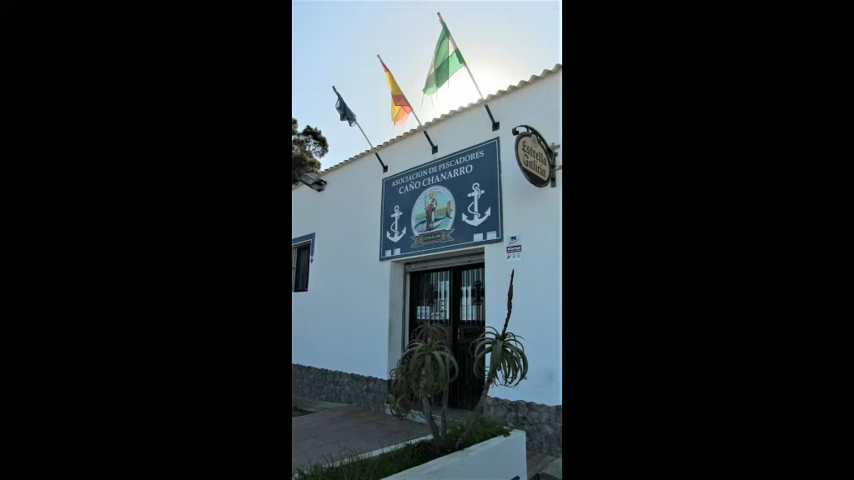 ASOCIACION DE PESCADORES
CAÑO CHANARRO
Estrella
Galicia